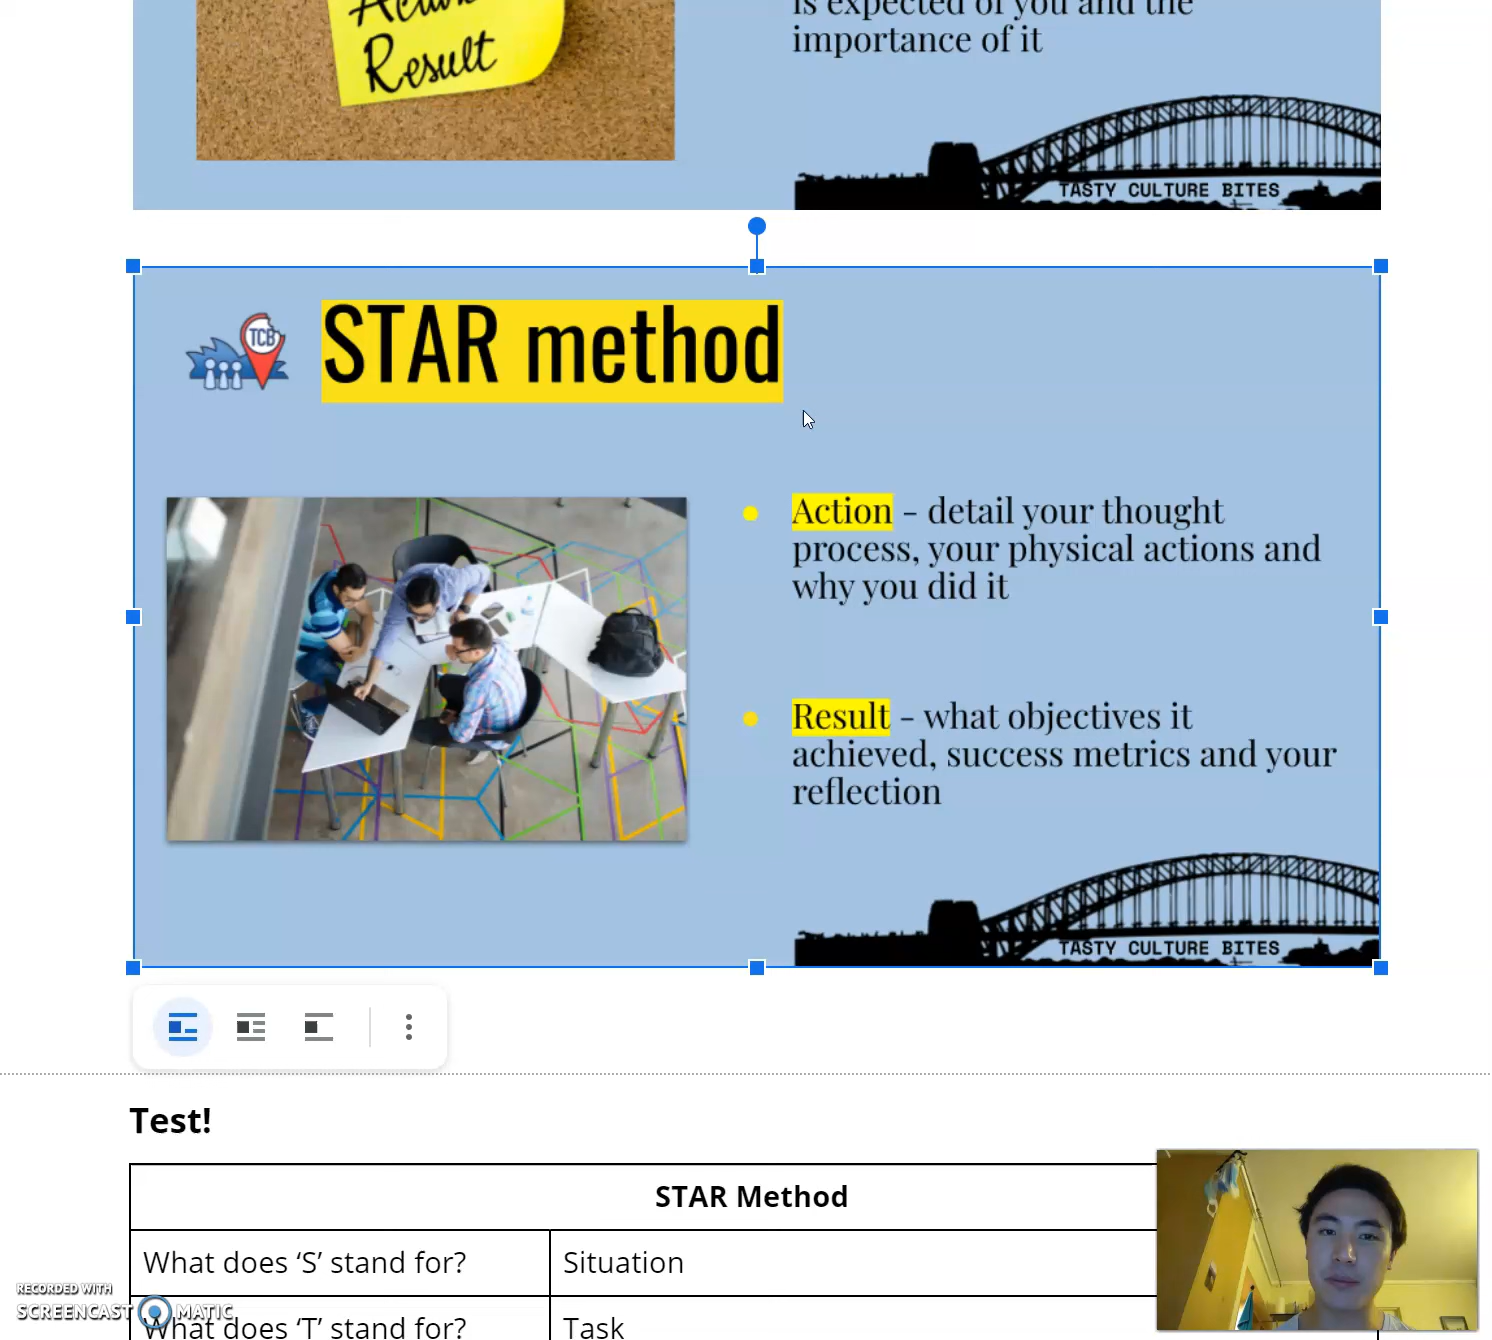 Action
Result
is expected of you and the
importance of it
TASTY CULTURE BITES
TCB
STAR method
Action - detail your thought
process, your physical actions and
why you did it
Result - what objectives it
achieved, success metrics and your
reflection
TASTY CULTURE BITES
Test!
STAR Method
What does ‘S’ stand for?
Situation
What does ‘T’ stand for?
Task
RECORDED WITH
SCREENCAST MATIC